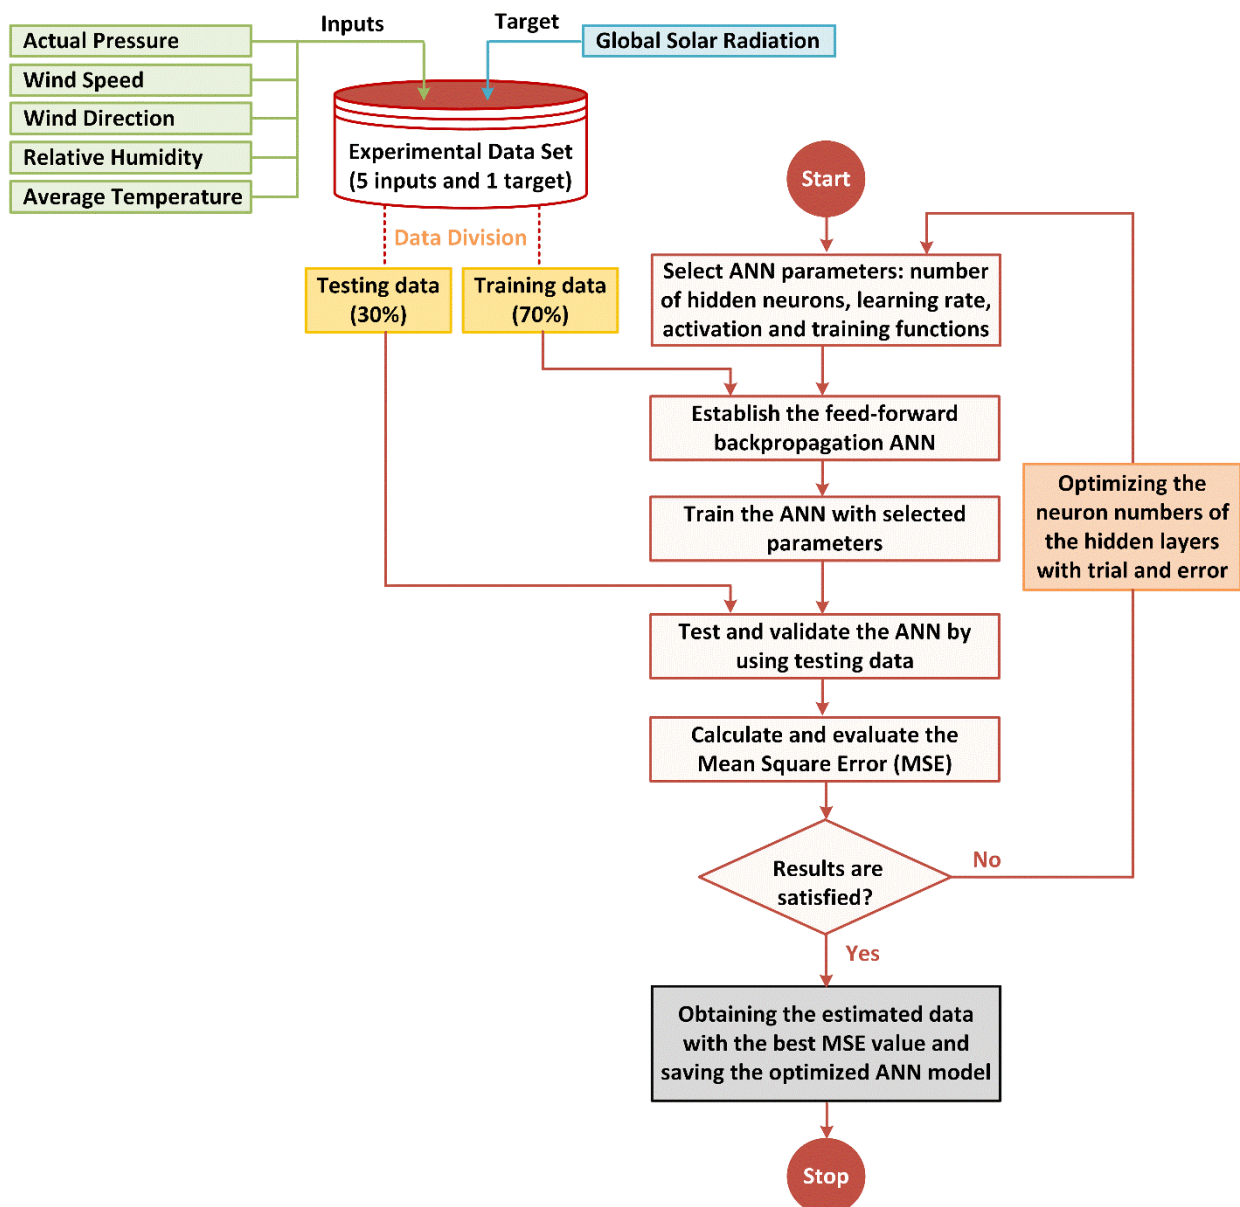 Inputs
Target
Actual Pressure
Wind Speed
Wind Direction
Relative Humidity
Average Temperature
Global Solar Radiation
Experimental Data Set
(5 inputs and 1 target)
Data Division
Testing data
(30%)
Training data
(70%)
Start
Select ANN parameters: number
of hidden neurons, learning rate,
activation and training functions
Establish the feed-forward
backpropagation ANN
Train the ANN with selected
parameters
Optimizing the
neuron numbers of
the hidden layers
with trial and error
Test and validate the ANN by
using testing data
Calculate and evaluate the
Mean Square Error (MSE)
Results are
satisfied?
No
Yes
Obtaining the estimated data
with the best MSE value and
saving the optimized ANN model
Stop